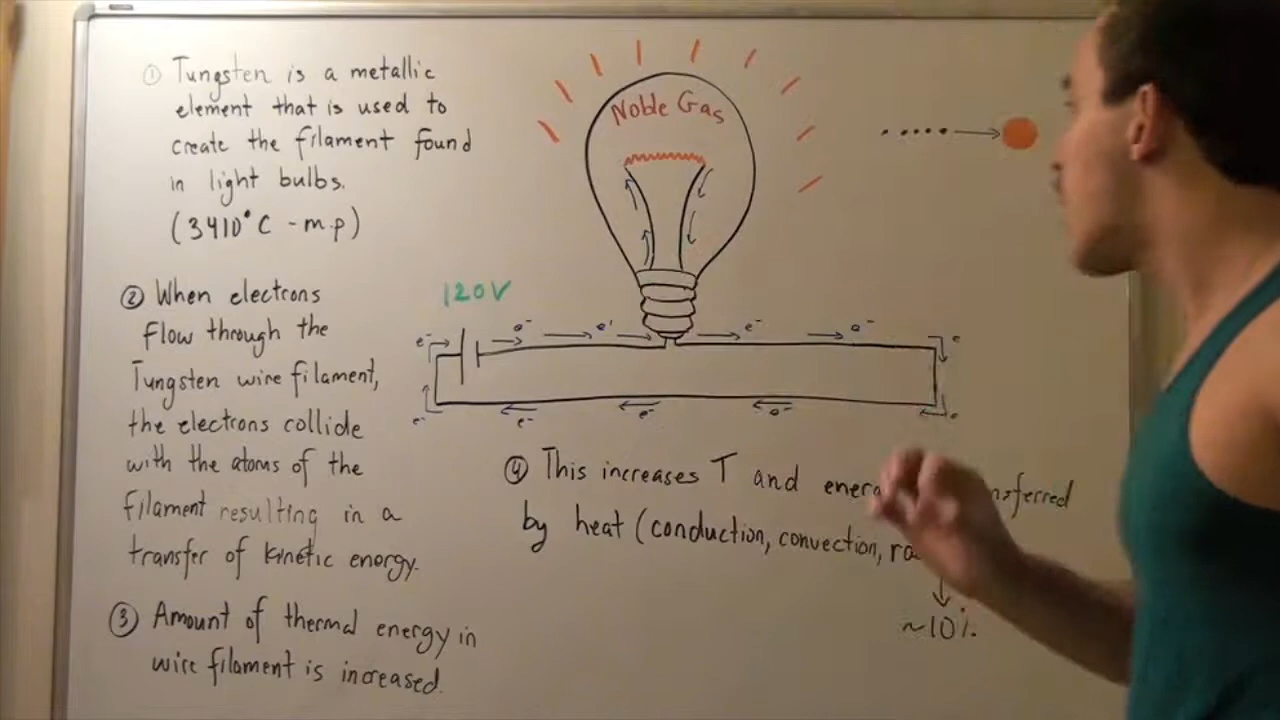 ① Tungsten is a metallic
element that is used to
create the filament found
in light bulbs.
(3410°C - m.p)
② When electrons
flow through the
Tungsten wire filament,
the electrons collide
with the atoms of the
filament resulting in a
transfer of kinetic energy.
③ Amount of thermal energy in
wire filament is increased.
Noble Gas
120V
e⁻ e⁻ e⁻ e⁻ e⁻ e
e⁻ e⁻ e⁻ e⁻ e
④ This increases T and
by heat (conduction, convection,
~10%